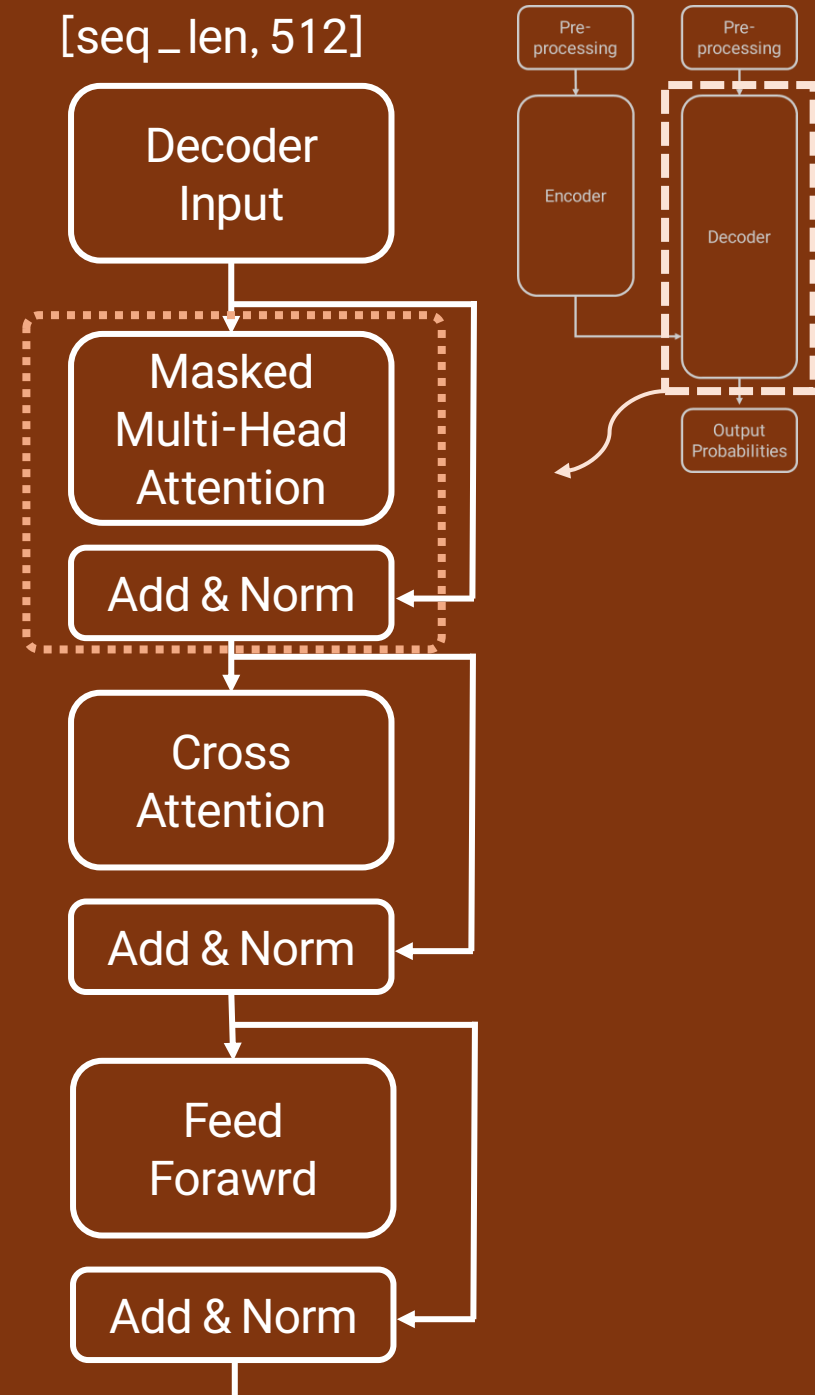 [seq_len, 512]
Decoder
Input
Masked
Multi-Head
Attention
Add & Norm
Cross
Attention
Add & Norm
Feed
Forawrd
Add & Norm
Pre-
processing
Pre-
processing
Encoder
Decoder
Output
Probabilities